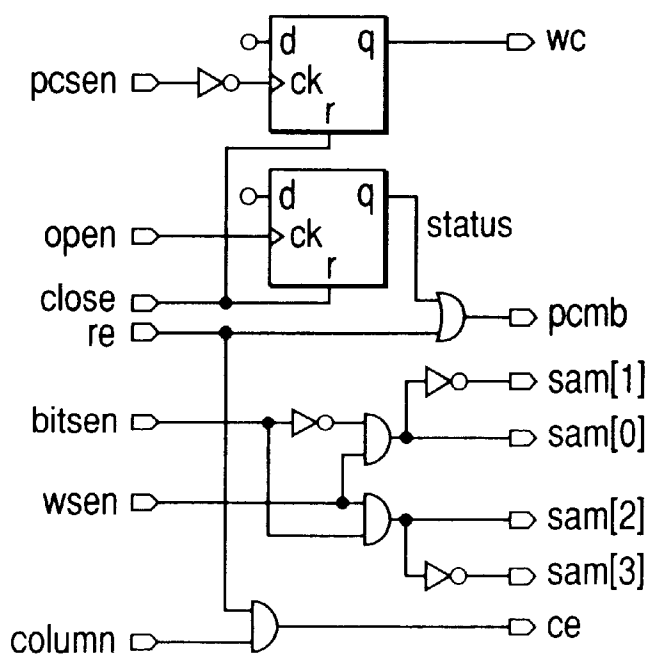 d q
wc
pcsen
ck
r
d q
status
open
ck
r
close
re
pcmb
sam[1]
bitsen
sam[0]
wsen
sam[2]
sam[3]
ce
column